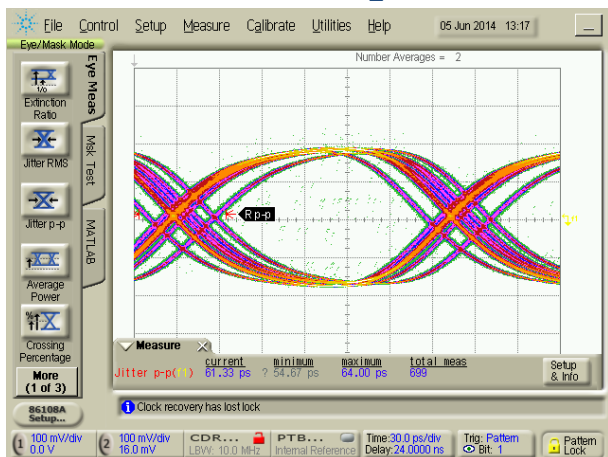 File Control Setup Measure Calibrate Utilities Help 05 Jun 2014 13:17
Eye/Mask Mode
Number Averages = 2
Extinction
Ratio
Jitter RMS
Jitter p-p
Average
Power
Crossing
Percentage
More
(1 of 3)
86108A
Setup...
Eye Meas
Msk Test
MATLAB
R p-p
Measure
current minimum maximum total meas
Jitter p-p(f1) 61.33 ps ? 54.67 ps 64.00 ps 699
Setup
& Info
Clock recovery has lost lock
1 100 mV/div
0.0 V
2 100 mV/div
16.0 mV
CDR...
LBW: 10.0 MHz
PTB...
Internal Reference
Time:30.0 ps/div
Delay:24.0000 ns
Trig: Pattern
Bit: 1
Pattern
Lock